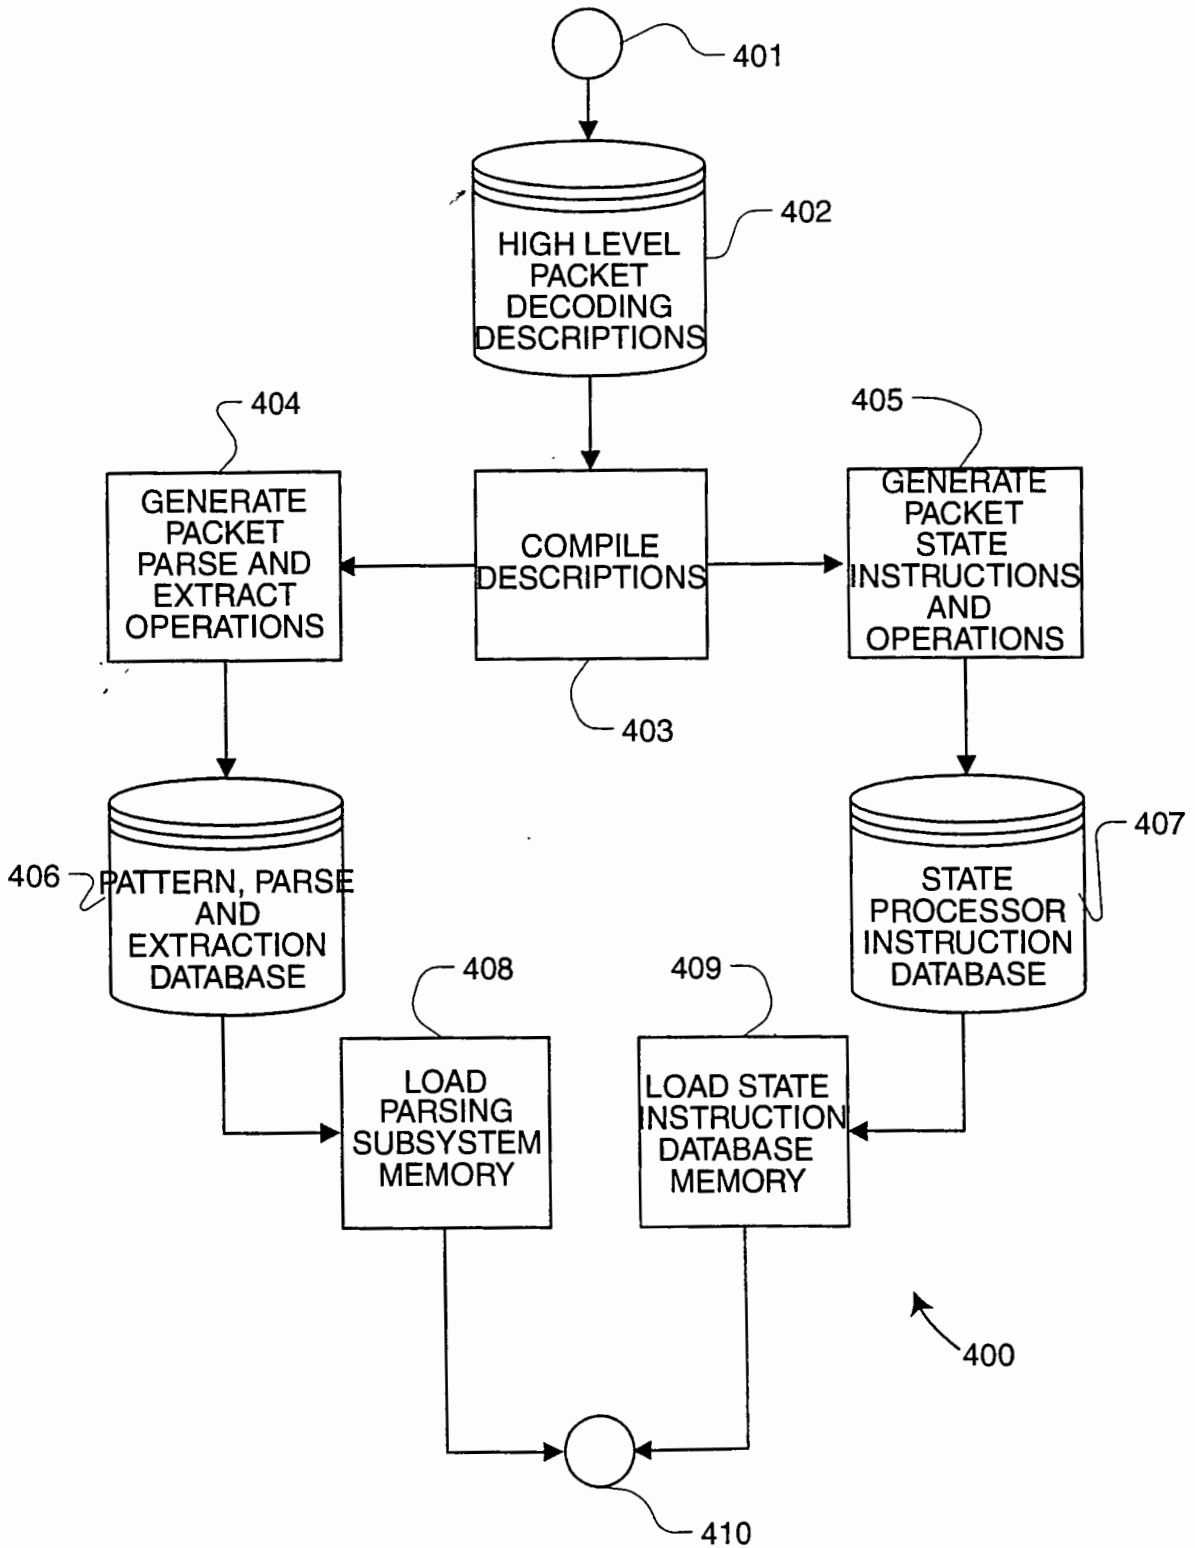 401
402
HIGH LEVEL
PACKET
DECODING
DESCRIPTIONS
404
405
GENERATE
PACKET
PARSE AND
EXTRACT
OPERATIONS
COMPILE
DESCRIPTIONS
GENERATE
PACKET
STATE
INSTRUCTIONS
AND
OPERATIONS
403
406
PATTERN, PARSE
AND
EXTRACTION
DATABASE
407
STATE
PROCESSOR
INSTRUCTION
DATABASE
408
409
LOAD
PARSING
SUBSYSTEM
MEMORY
LOAD STATE
INSTRUCTION
DATABASE
MEMORY
400
410